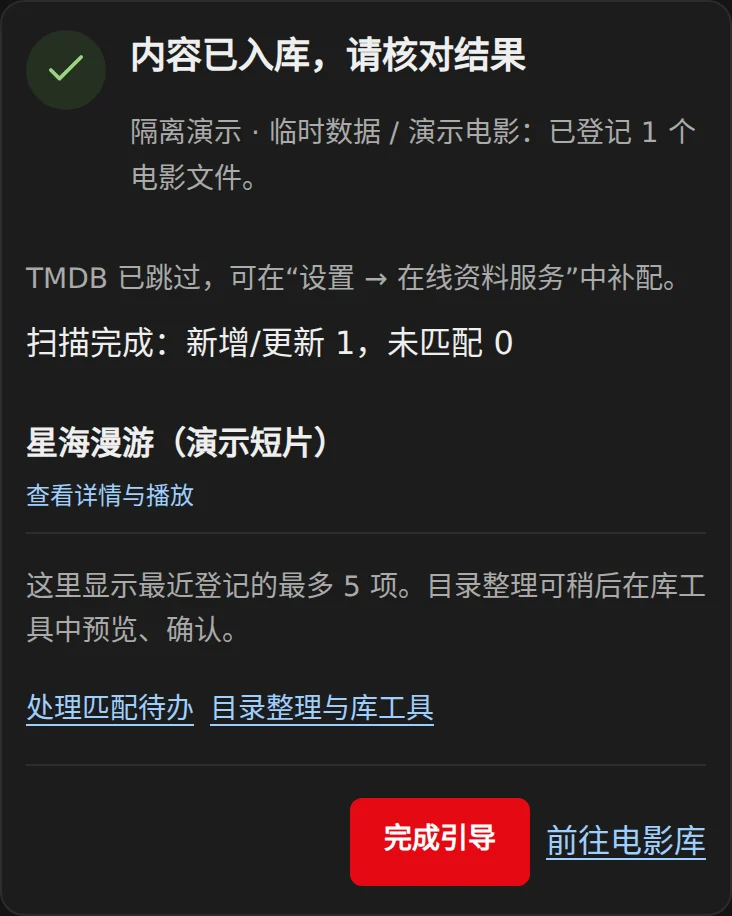 内容已入库，请核对结果
隔离演示 · 临时数据 / 演示电影：已登记 1 个
电影文件。
TMDB 已跳过，可在“设置 → 在线资料服务”中补配。
扫描完成：新增/更新 1，未匹配 0
星海漫游（演示短片）
查看详情与播放
这里显示最近登记的最多 5 项。目录整理可稍后在库工
具中预览、确认。
处理匹配待办 目录整理与库工具
完成引导 前往电影库